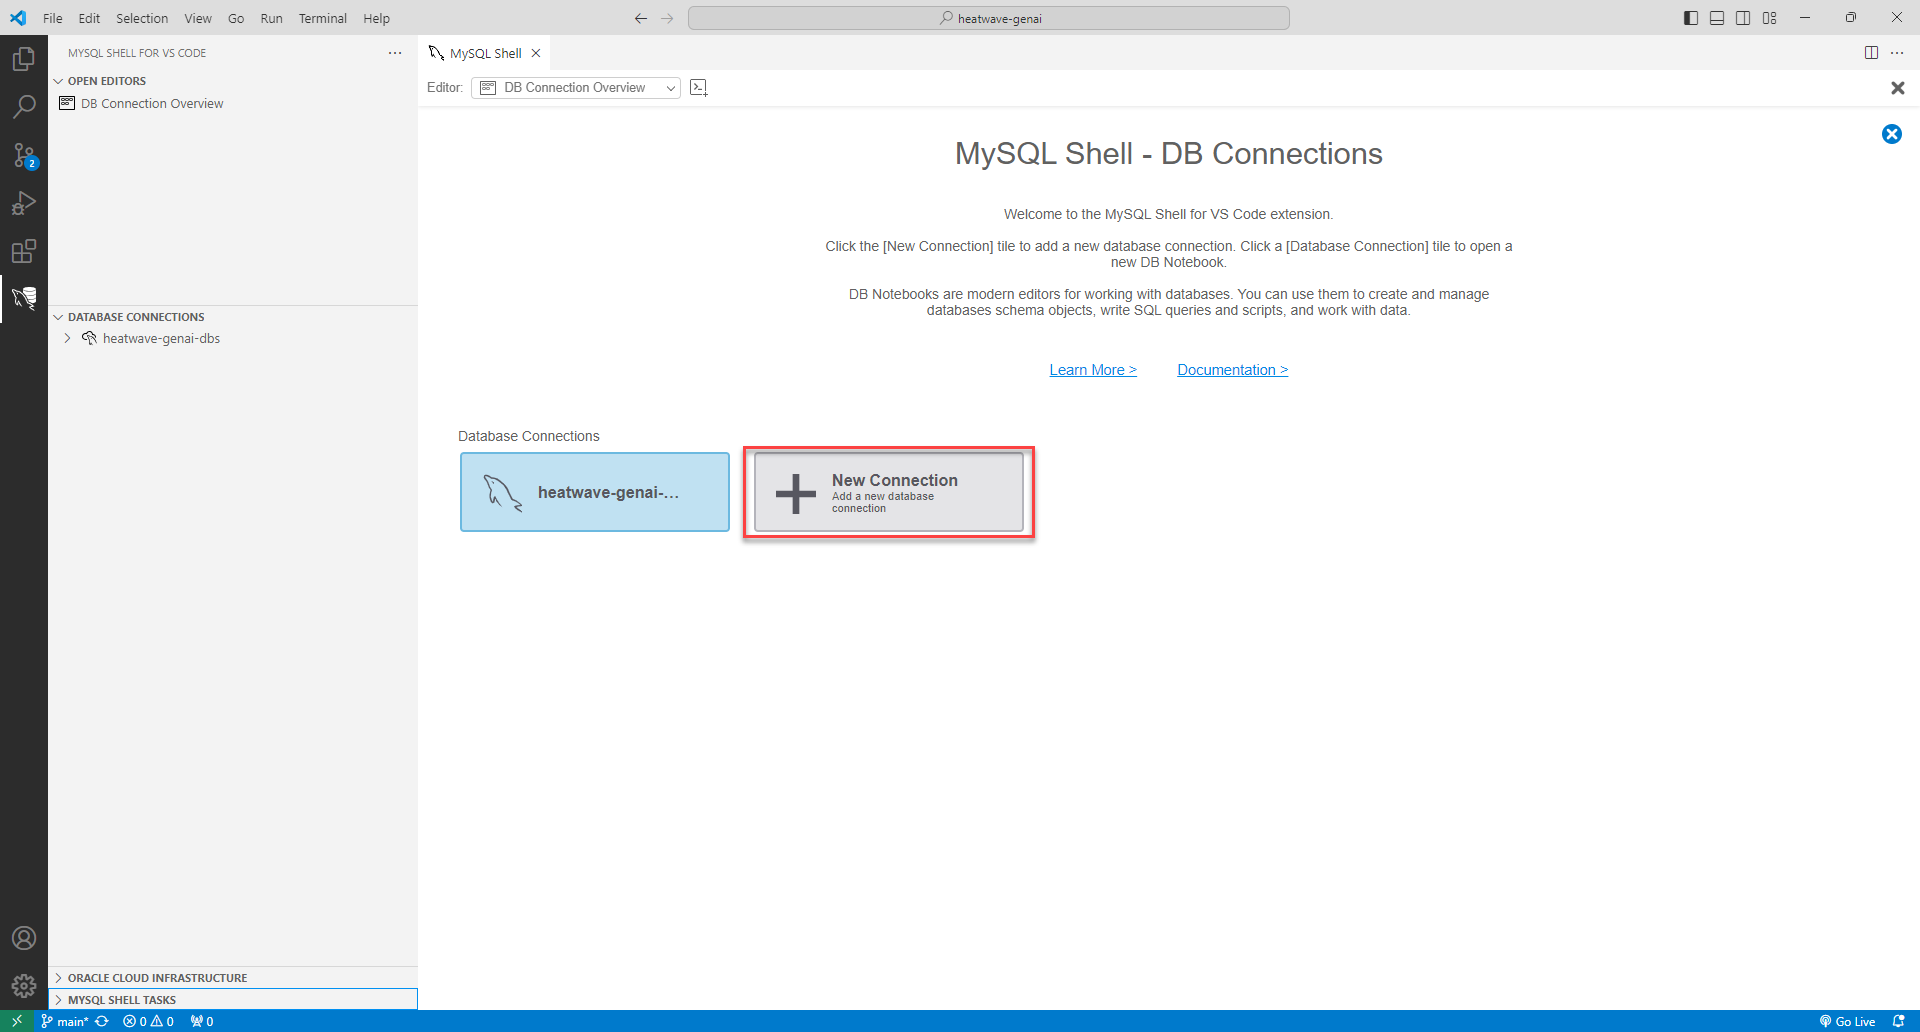 File Edit Selection View Go Run Terminal Help
heatwave-genai
MYSQL SHELL FOR VS CODE
OPEN EDITORS
DB Connection Overview
2
DATABASE CONNECTIONS
heatwave-genai-dbs
ORACLE CLOUD INFRASTRUCTURE
MYSQL SHELL TASKS
MySQL Shell
Editor: DB Connection Overview
MySQL Shell - DB Connections
Welcome to the MySQL Shell for VS Code extension.
Click the [New Connection] tile to add a new database connection. Click a [Database Connection] tile to open a
new DB Notebook.
DB Notebooks are modern editors for working with databases. You can use them to create and manage
databases schema objects, write SQL queries and scripts, and work with data.
Learn More > Documentation >
Database Connections
heatwave-genai-...
New Connection
Add a new database
connection
main* 0 0 0 Go Live